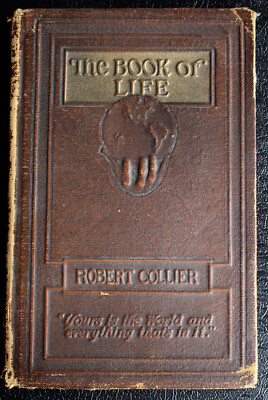 The BOOK OF
LIFE
ROBERT COLLIER
"Yours is the World and
everything that's in it."